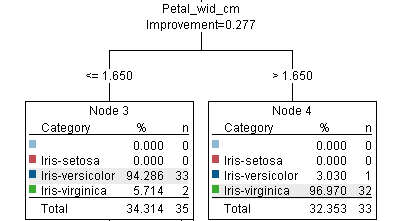 Petal_wid_cm
Improvement=0.277
<= 1.650
> 1.650
Node 3
Category % n
0.000 0
Iris-setosa 0.000 0
Iris-versicolor 94.286 33
Iris-virginica 5.714 2
Total 34.314 35
Node 4
Category % n
0.000 0
Iris-setosa 0.000 0
Iris-versicolor 3.030 1
Iris-virginica 96.970 32
Total 32.353 33